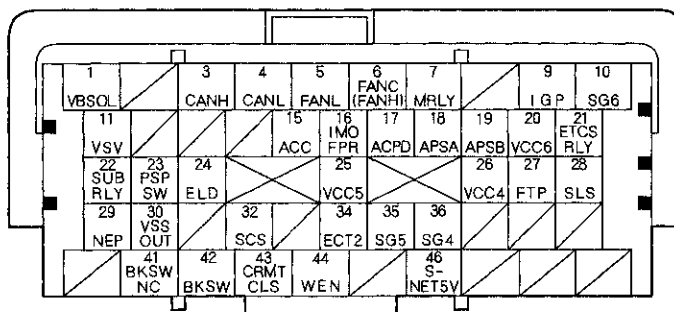 1 3 4 5 6 7 9 10
VBSOL CANH CANL FANL FANC (FANH) MRLY IGP SG6
11 15 16 17 18 19 20 21
VSV ACC IMO FPR ACPD APSA APSB VCC6 ETCS RLY
22 23 24 25 26 27 28
SUB RLY PSP SW ELD VCC5 VCC4 FTP SLS
29 30 32 34 35 36
NEP VSS OUT SCS ECT2 SG5 SG4
41 42 43 44 46
BKSW NC BKSW CRMT CLS WEN S-NET5V